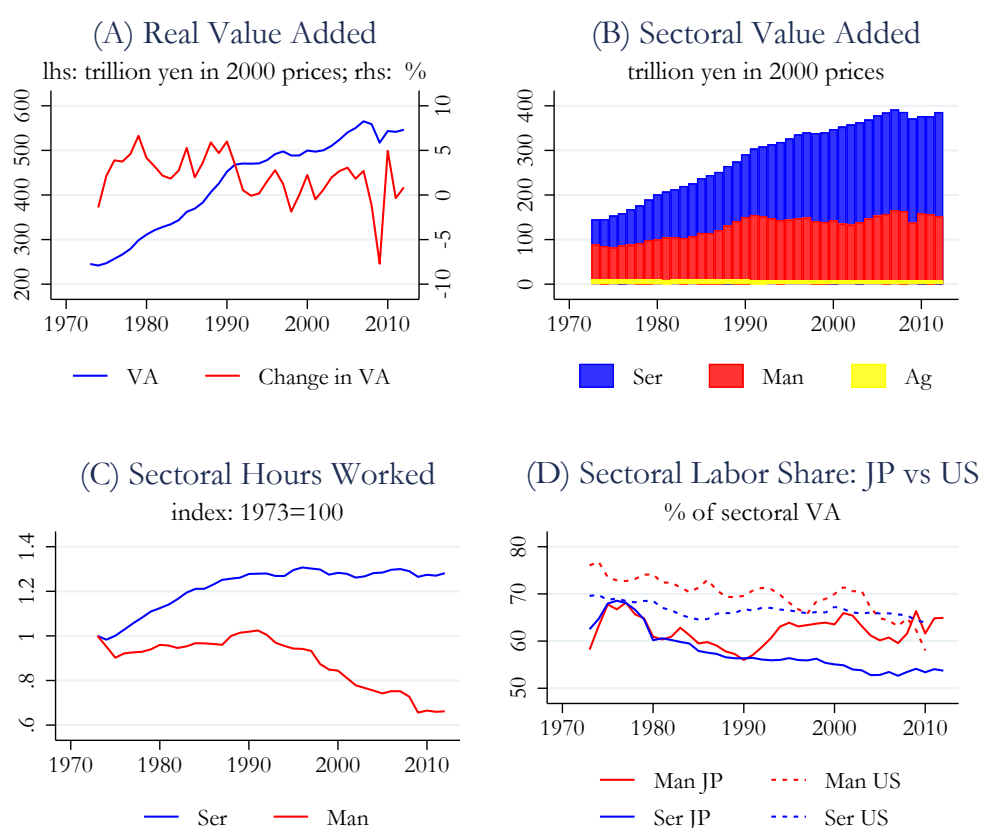 (A) Real Value Added
lhs: trillion yen in 2000 prices; rhs: %
600
500
400
300
200
10
5
0
-5
-10
1970 1980 1990 2000 2010
VA Change in VA
(B) Sectoral Value Added
trillion yen in 2000 prices
400
300
200
100
0
1970 1980 1990 2000 2010
Ser Man Ag
(C) Sectoral Hours Worked
index: 1973=100
1.4
1.2
1
.8
.6
1970 1980 1990 2000 2010
Ser Man
(D) Sectoral Labor Share: JP vs US
% of sectoral VA
80
70
60
50
1970 1980 1990 2000 2010
Man JP Man US
Ser JP Ser US